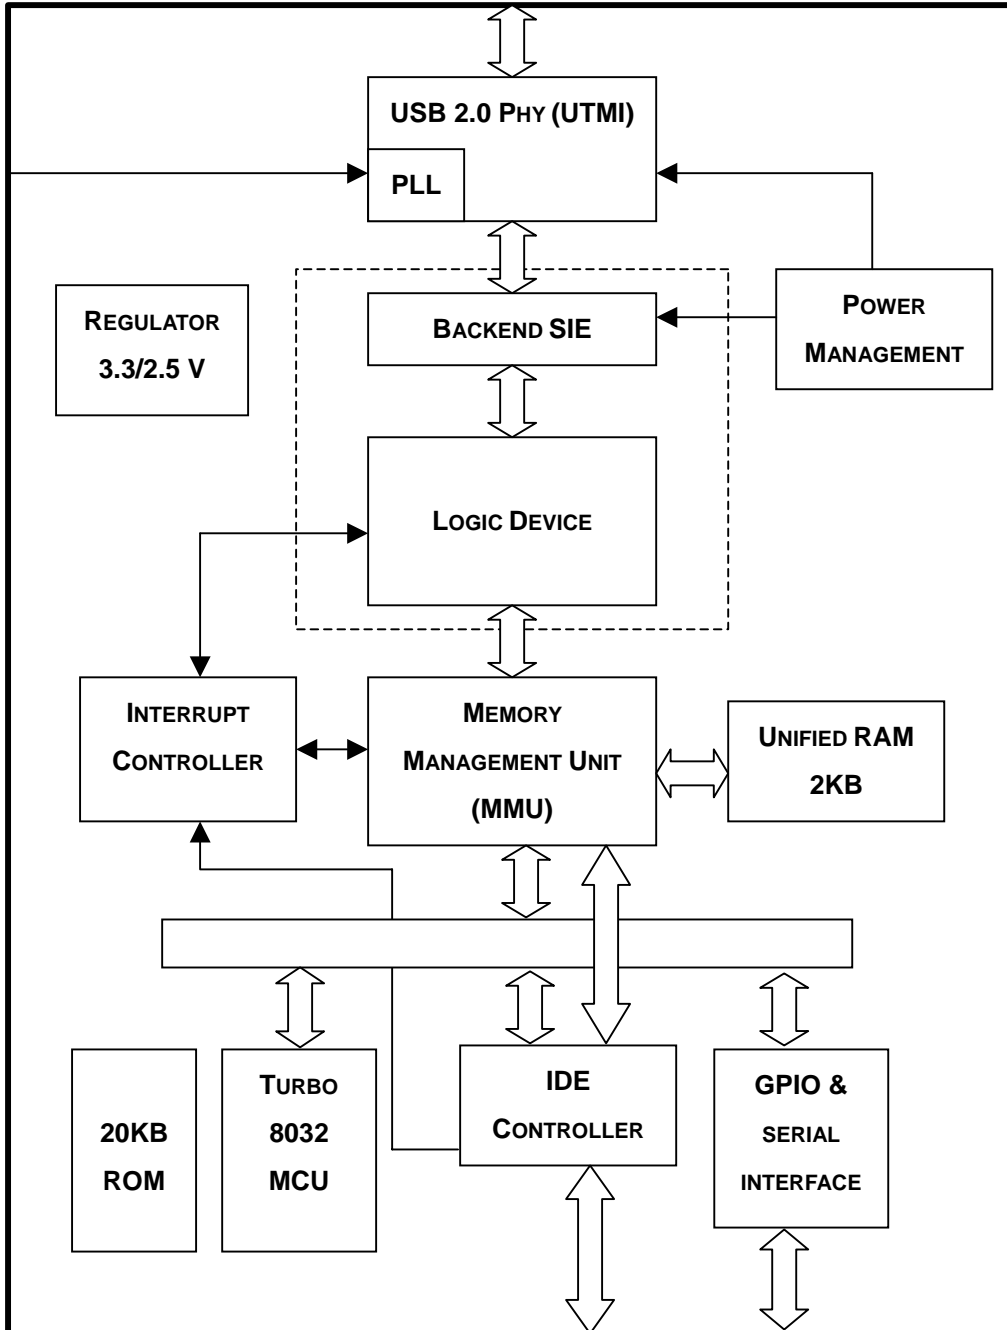 USB 2.0 PHY (UTMI)
PLL
REGULATOR
3.3/2.5 V
BACKEND SIE
POWER
MANAGEMENT
LOGIC DEVICE
INTERRUPT
CONTROLLER
MEMORY
MANAGEMENT UNIT
(MMU)
UNIFIED RAM
2KB
20KB
ROM
TURBO
8032
MCU
IDE
CONTROLLER
GPIO &
SERIAL
INTERFACE